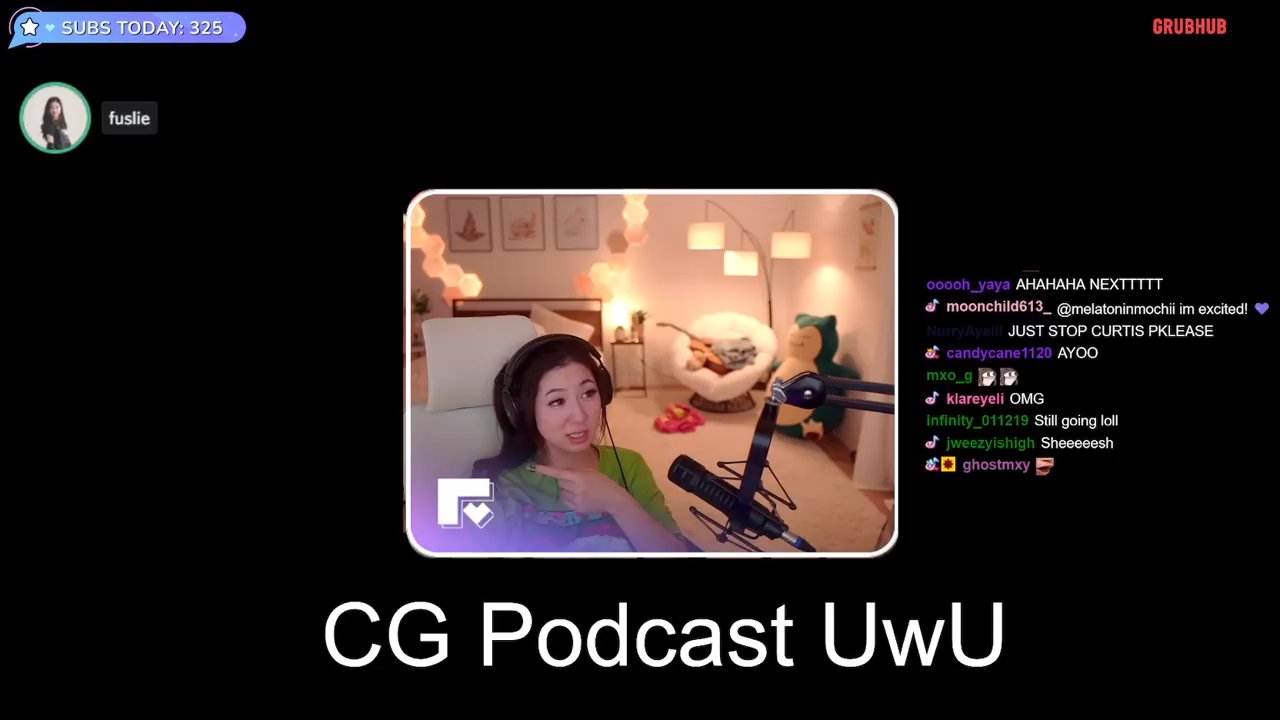 SUBS TODAY: 325
GRUBHUB
fuslie
ooooh_yaya AHAHAHA NEXTTTTT
moonchild613_ @melatoninmochii im excited!
NurryAyeili JUST STOP CURTIS PKLEASE
candycane1120 AYOO
mxo_g
klareyeli OMG
infinity_011219 Still going loll
jweezyishigh Sheeeeesh
ghostmxy
CG Podcast UwU